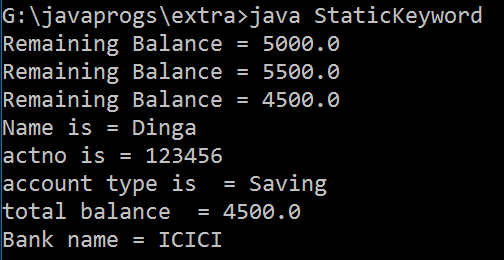 G:\javaprogs\extra>java StaticKeyword
Remaining Balance = 5000.0
Remaining Balance = 5500.0
Remaining Balance = 4500.0
Name is = Dinga
actno is = 123456
account type is  = Saving
total balance  = 4500.0
Bank name = ICICI